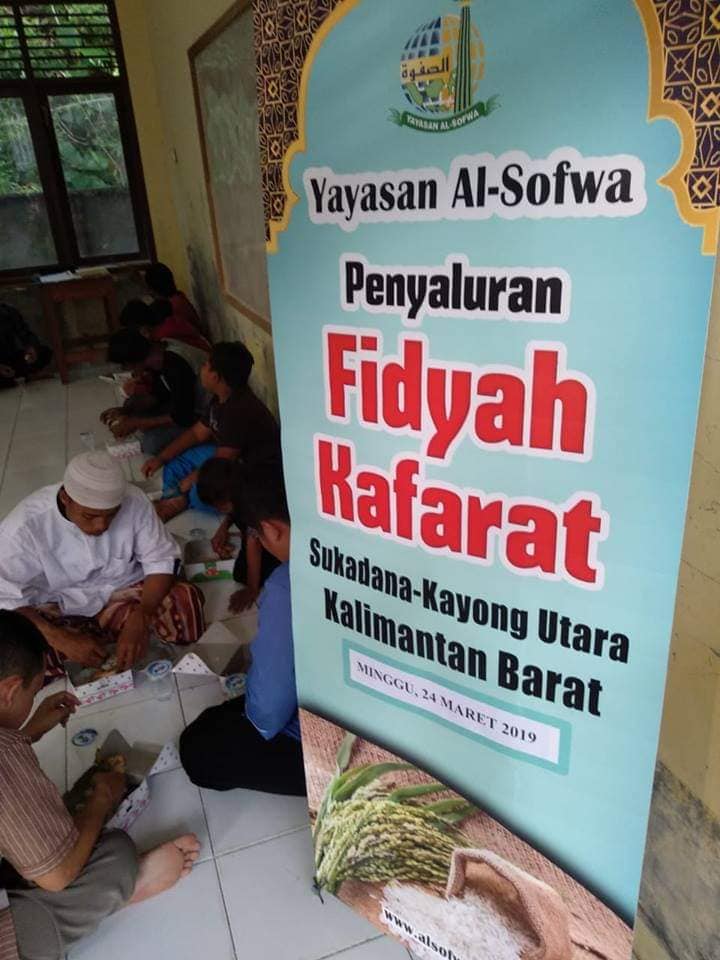 الصفوة
YAYASAN AL-SOFWA
Yayasan Al-Sofwa
Penyaluran
Fidyah
Kafarat
Sukadana-Kayong Utara
Kalimantan Barat
MINGGU, 24 MARET 2019